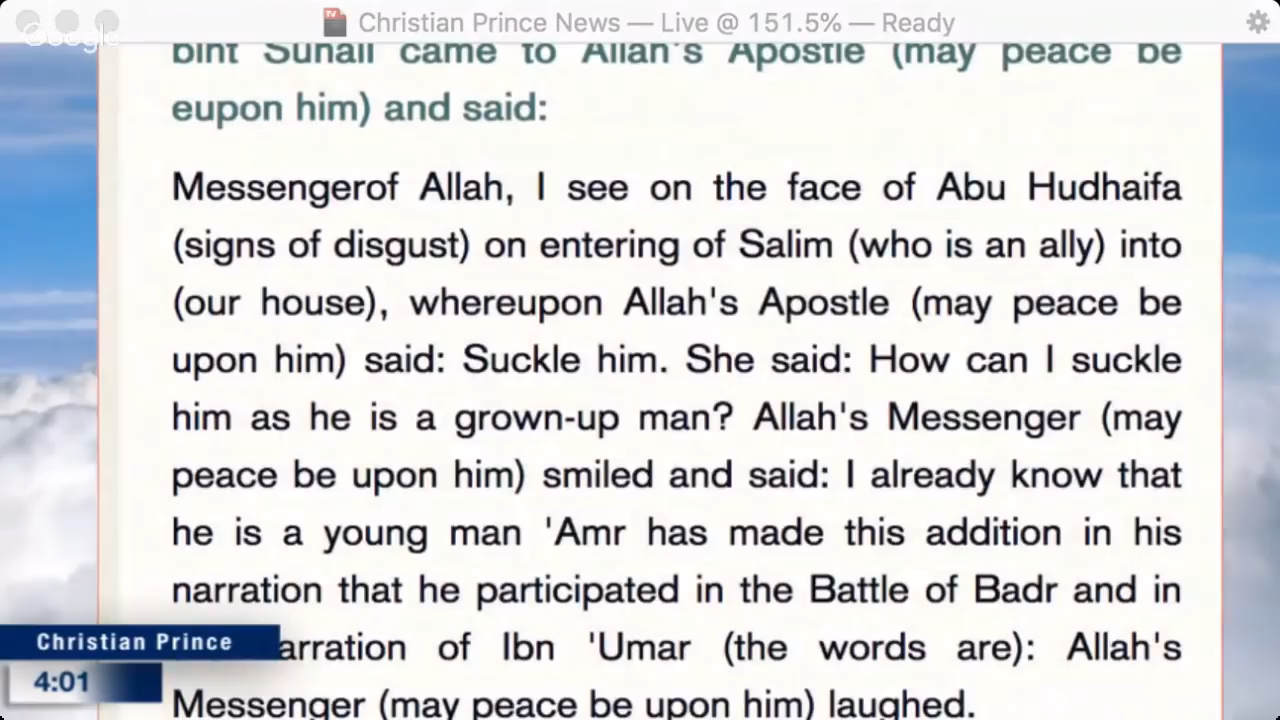 Christian Prince News — Live @ 151.5% — Ready
Google
bint Suhail came to Allah's Apostle (may peace be
eupon him) and said:
Messengerof Allah, I see on the face of Abu Hudhaifa
(signs of disgust) on entering of Salim (who is an ally) into
(our house), whereupon Allah's Apostle (may peace be
upon him) said: Suckle him. She said: How can I suckle
him as he is a grown-up man? Allah's Messenger (may
peace be upon him) smiled and said: I already know that
he is a young man 'Amr has made this addition in his
narration that he participated in the Battle of Badr and in
arration of Ibn 'Umar (the words are): Allah's
Messenger (may peace be upon him) laughed.
Christian Prince
4:01